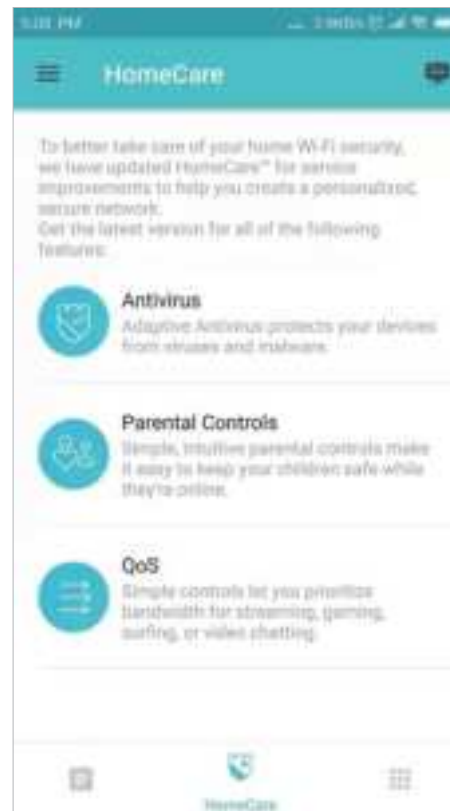 5:01 PM
HomeCare
To better take care of your home Wi-Fi security,
we have updated HomeCare™ for service
improvements to help you create a personalized,
secure network.
Get the latest version for all of the following
features:
Antivirus
Adaptive Antivirus protects your devices
from viruses and malware.
Parental Controls
Simple, intuitive parental controls make
it easy to keep your children safe while
they're online.
QoS
Simple controls let you prioritize
bandwidth for streaming, gaming,
surfing, or video chatting.
HomeCare